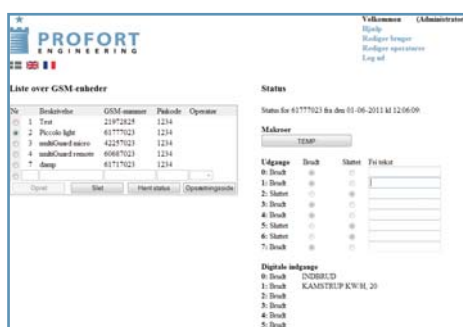 PROFORT
ENGINEERING
Velkommen (Administrator
Hjælp
Rediger bruger
Rediger operatører
Log ud
Liste over GSM-enheder
Nr Beskrivelse GSM-nummer Pinkode Operatør
1 Test 21972825 1234
2 Piccolo light 61777023 1234
3 multiGuard micro 42257023 1234
4 multiGuard remote 60687023 1234
7 damp 61717023 1234
Opret Slet Hent status Opsætningskode
Status
Status for 61777023 fra den 01-06-2011 kl 12:06:09:
Makroer
TEMP
Udgange Brudt Sluttet Fri tekst
0: Brudt
1: Brudt
2: Sluttet
3: Brudt
4: Brudt
5: Sluttet
6: Sluttet
7: Brudt
Digitale indgange
0: Brudt INDBRUD
1: Brudt KAMSTRUP KW/H, 20
2: Brudt
3: Brudt
4: Brudt
5: Brudt